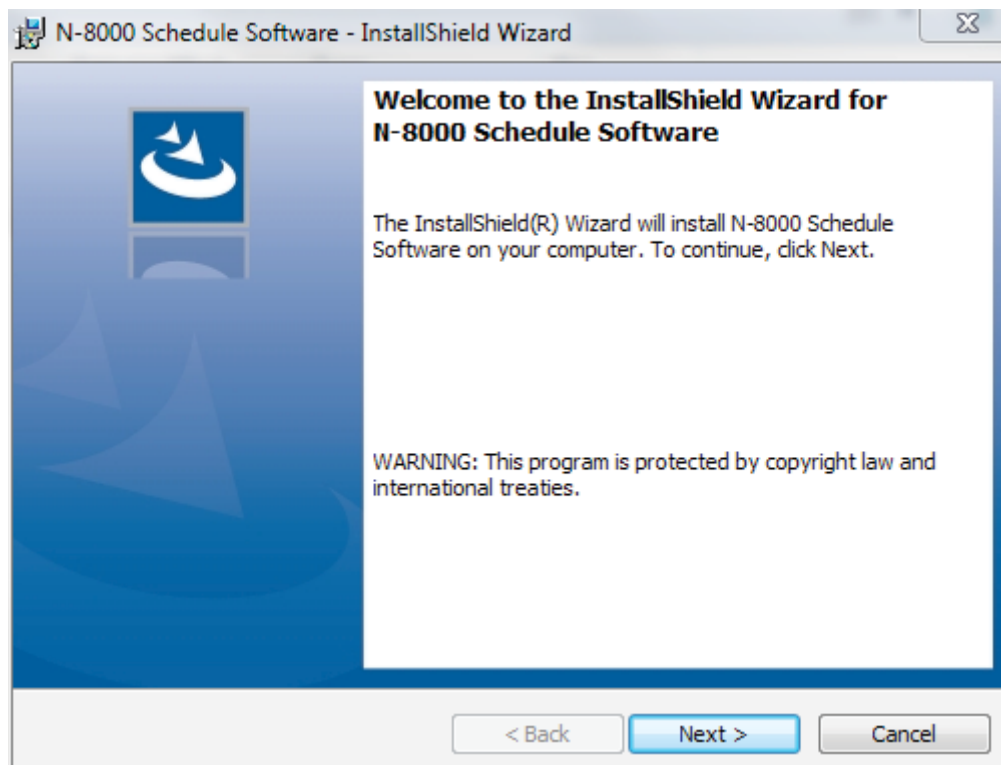 N-8000 Schedule Software - InstallShield Wizard
Welcome to the InstallShield Wizard for
N-8000 Schedule Software
The InstallShield(R) Wizard will install N-8000 Schedule
Software on your computer. To continue, click Next.
WARNING: This program is protected by copyright law and
international treaties.
< Back Next > Cancel